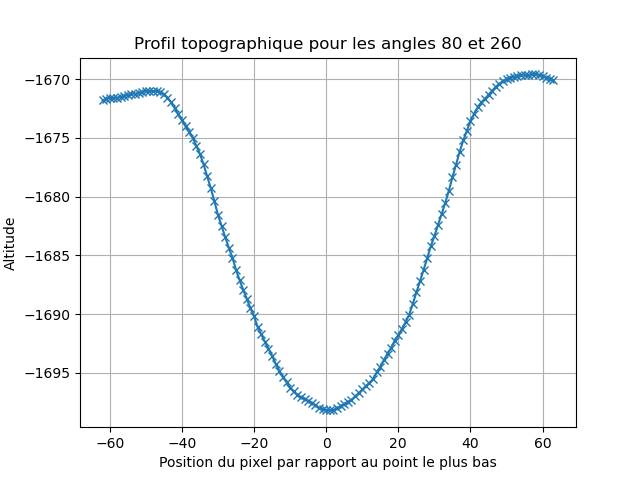 Profil topographique pour les angles 80 et 260
Altitude
−1670
−1675
−1680
−1685
−1690
−1695
−60 −40 −20 0 20 40 60
Position du pixel par rapport au point le plus bas